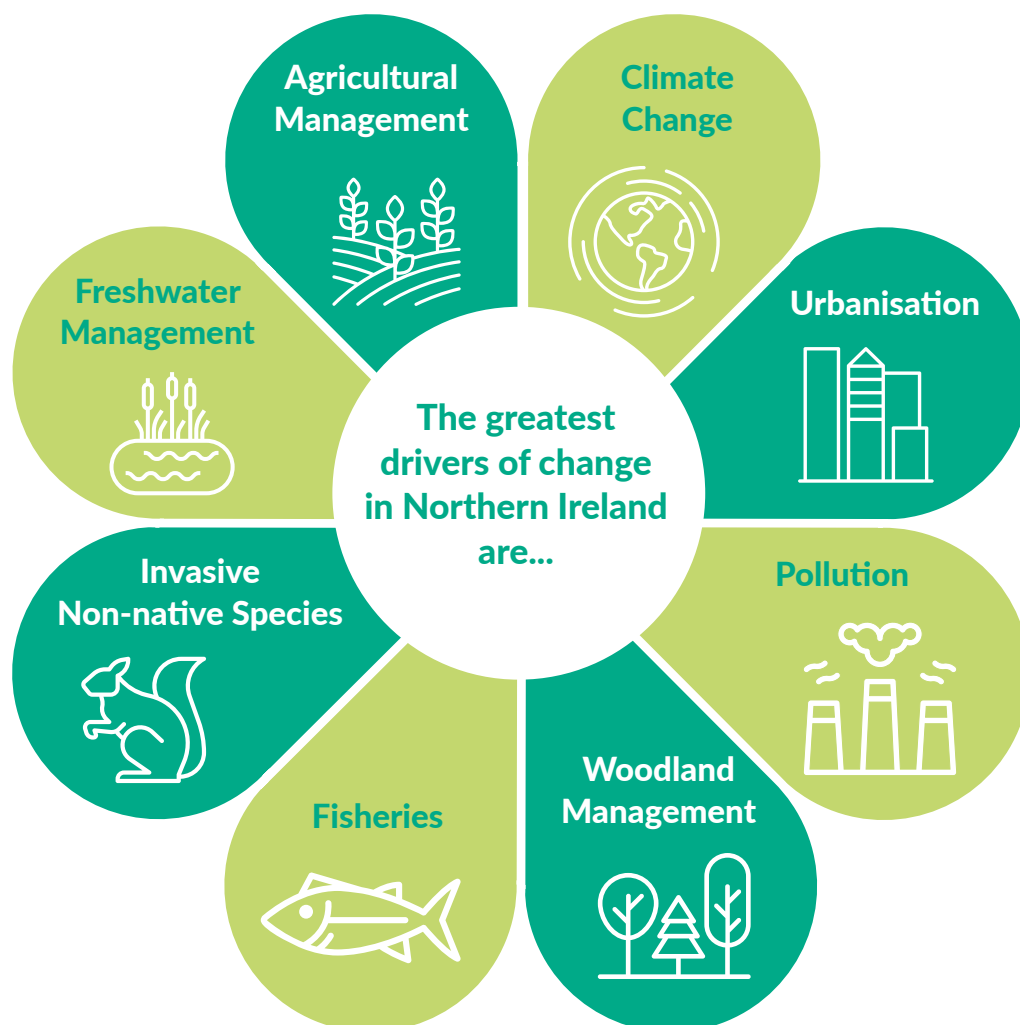 Agricultural
Management
Climate
Change
Urbanisation
Freshwater
Management
The greatest
drivers of change
in Northern Ireland
are...
Invasive
Non-native Species
Pollution
Woodland
Management
Fisheries